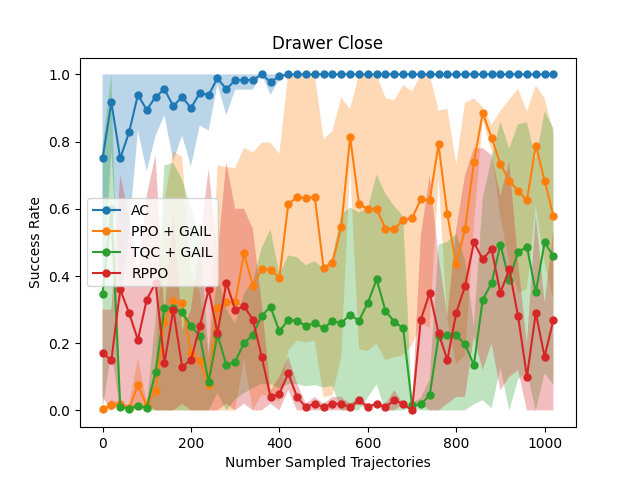 Drawer Close
Success Rate
1.0
0.8
0.6
0.4
0.2
0.0
AC
PPO + GAIL
TQC + GAIL
RPPO
0 200 400 600 800 1000
Number Sampled Trajectories